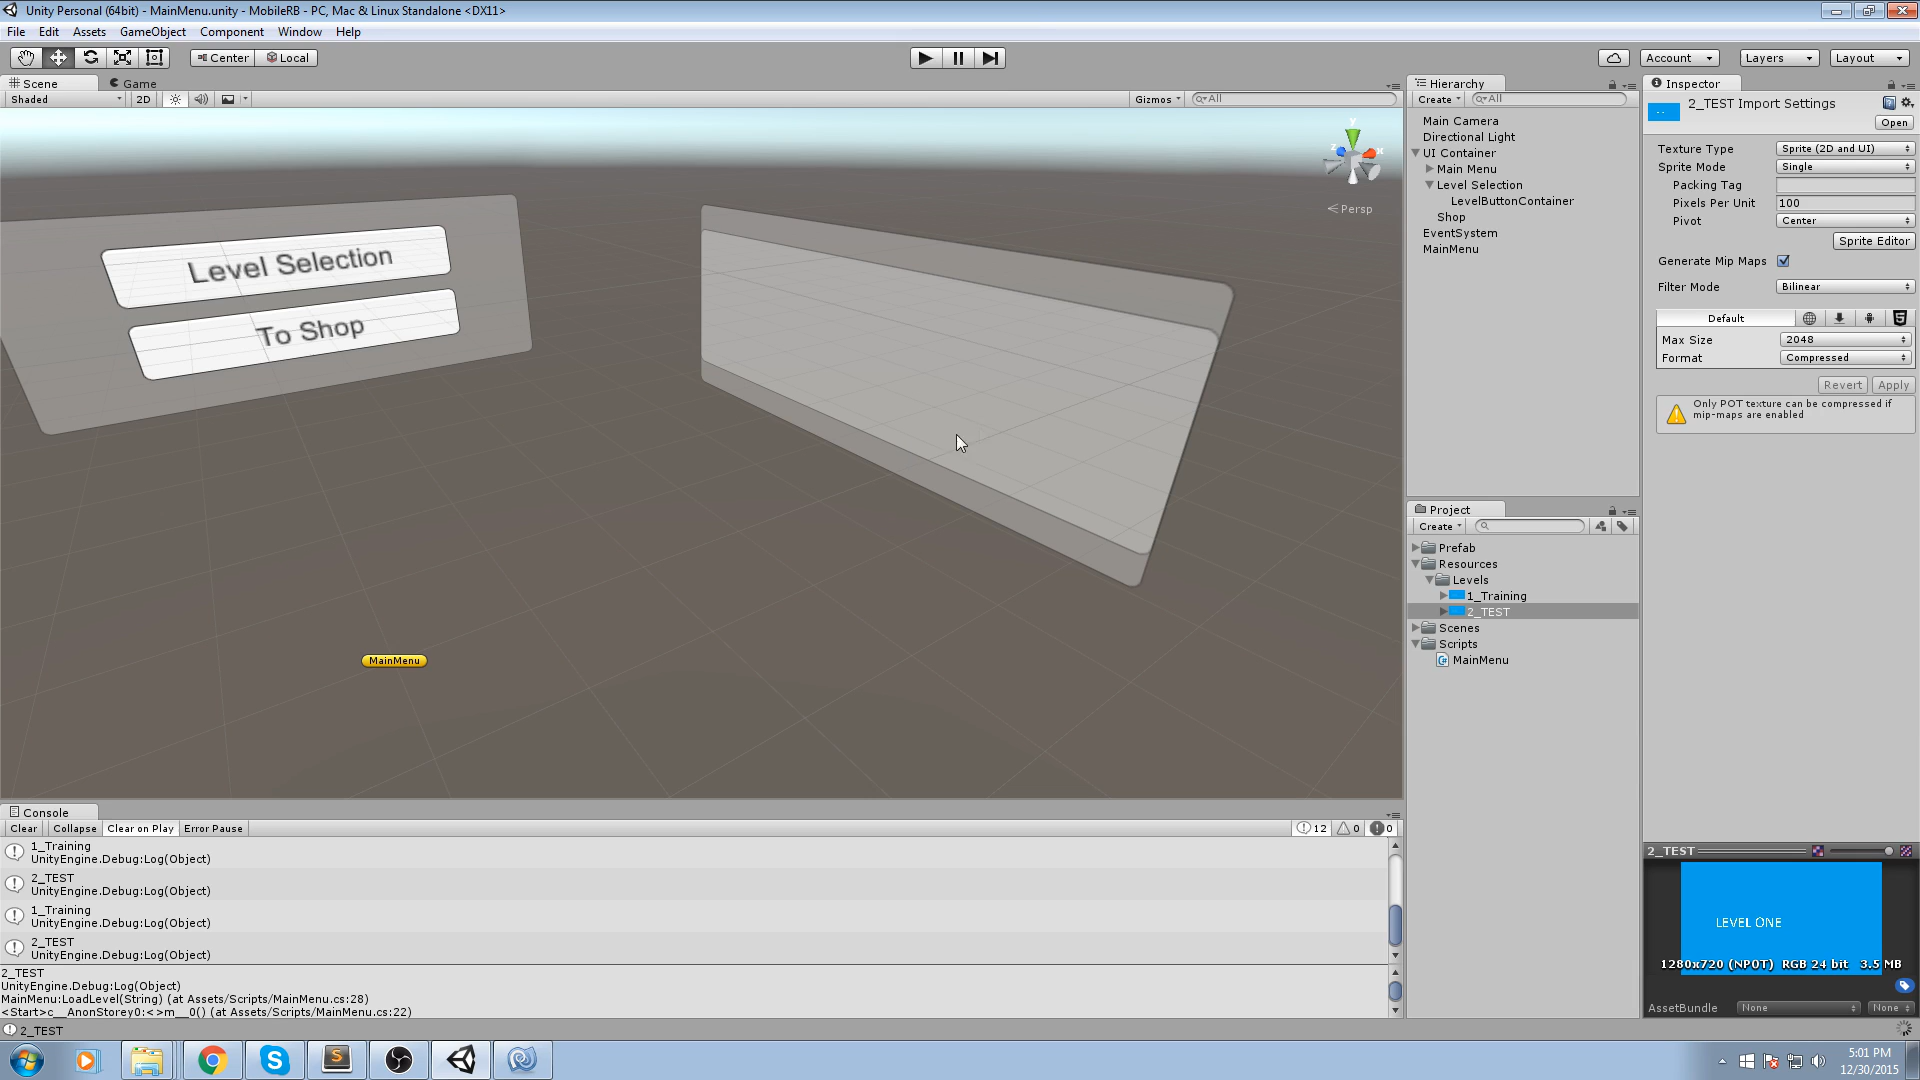 Unity Personal (64bit) - MainMenu.unity - MobileRB - PC, Mac & Linux Standalone <DX11>
File Edit Assets GameObject Component Window Help
Center Local Account Layers Layout
Scene Game
Shaded 2D Gizmos All
Level Selection
To Shop
y
z x
Persp
MainMenu
Hierarchy
Create All
Main Camera
Directional Light
UI Container
Main Menu
Level Selection
LevelButtonContainer
Shop
EventSystem
MainMenu
Project
Create
Prefab
Resources
Levels
1_Training
2_TEST
Scenes
Scripts
MainMenu
Inspector
2_TEST Import Settings
Open
Texture Type Sprite (2D and UI)
Sprite Mode Single
Packing Tag
Pixels Per Unit 100
Pivot Center
Sprite Editor
Generate Mip Maps
Filter Mode Bilinear
Default
Max Size 2048
Format Compressed
Revert Apply
Only POT texture can be compressed if
mip-maps are enabled
2_TEST
LEVEL ONE
1280x720 (NPOT) RGB 24 bit 3.5 MB
AssetBundle None None
Console
Clear Collapse Clear on Play Error Pause 12 0 0
1_Training
UnityEngine.Debug:Log(Object)
2_TEST
UnityEngine.Debug:Log(Object)
1_Training
UnityEngine.Debug:Log(Object)
2_TEST
UnityEngine.Debug:Log(Object)
2_TEST
UnityEngine.Debug:Log(Object)
MainMenu:LoadLevel(String) (at Assets/Scripts/MainMenu.cs:28)
<Start>c__AnonStorey0:<>m__0() (at Assets/Scripts/MainMenu.cs:22)
2_TEST
5:01 PM
12/30/2015